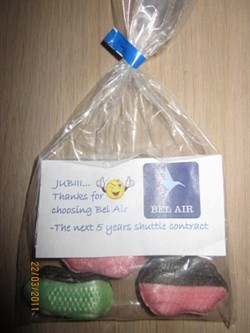 JUBIII...
Thanks for
choosing Bel Air
BEL AIR
-The next 5 years shuttle contract
22/03/2011